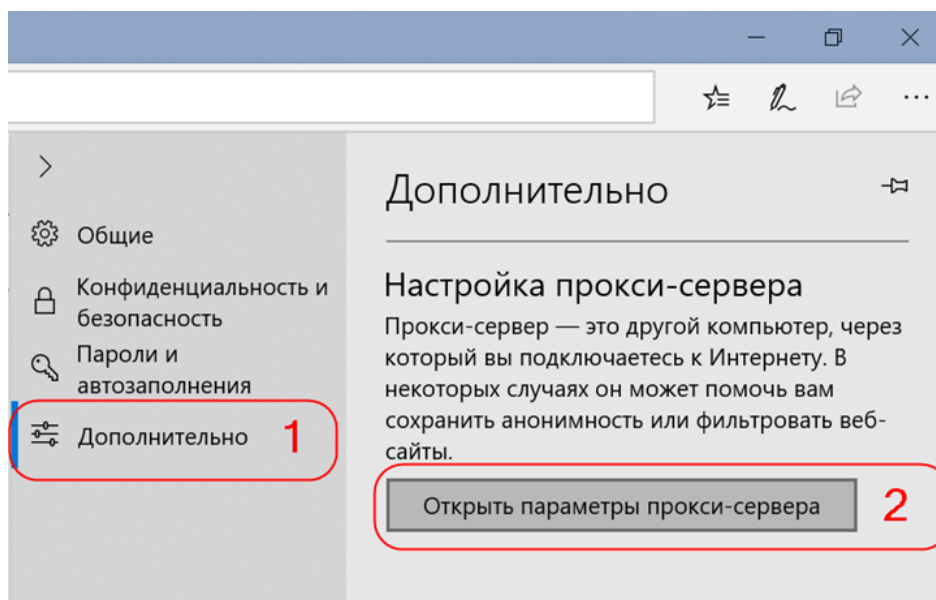 Общие
Конфиденциальность и
безопасность
Пароли и
автозаполнения
Дополнительно 1
Дополнительно
Настройка прокси-сервера
Прокси-сервер — это другой компьютер, через
который вы подключаетесь к Интернету. В
некоторых случаях он может помочь вам
сохранить анонимность или фильтровать веб-
сайты.
Открыть параметры прокси-сервера 2